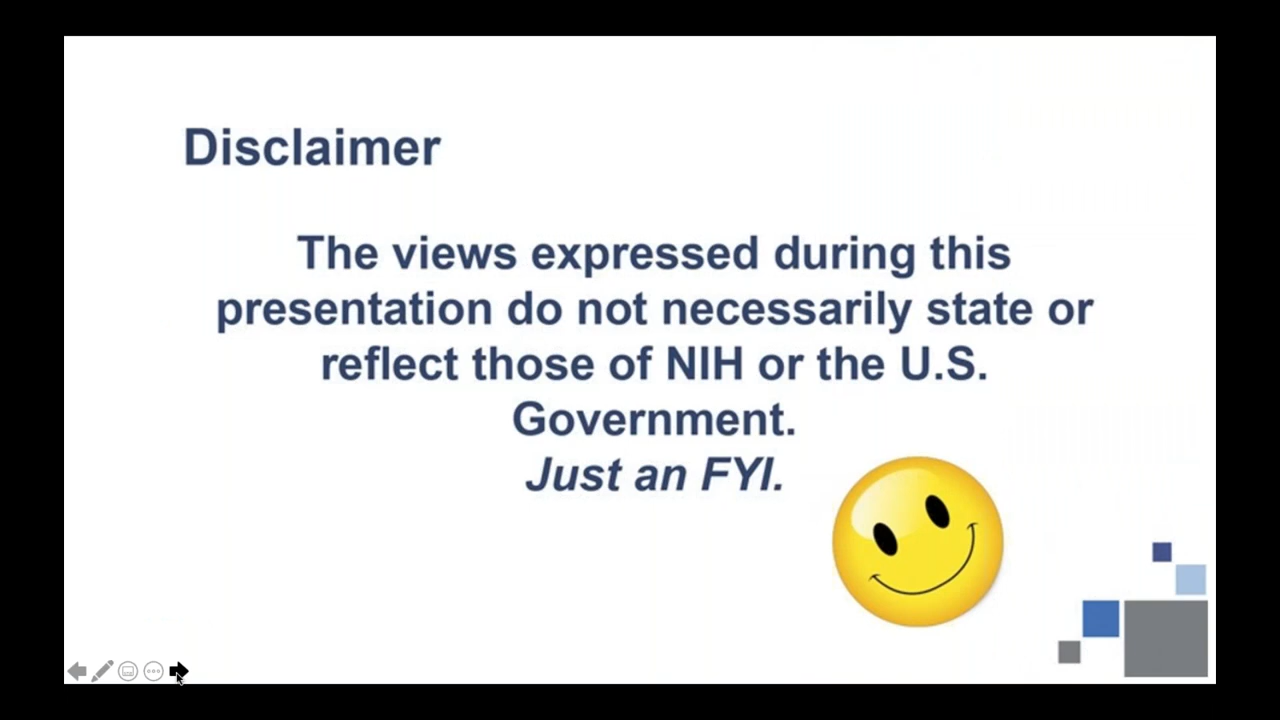 Disclaimer
The views expressed during this
presentation do not necessarily state or
reflect those of NIH or the U.S.
Government.
Just an FYI.